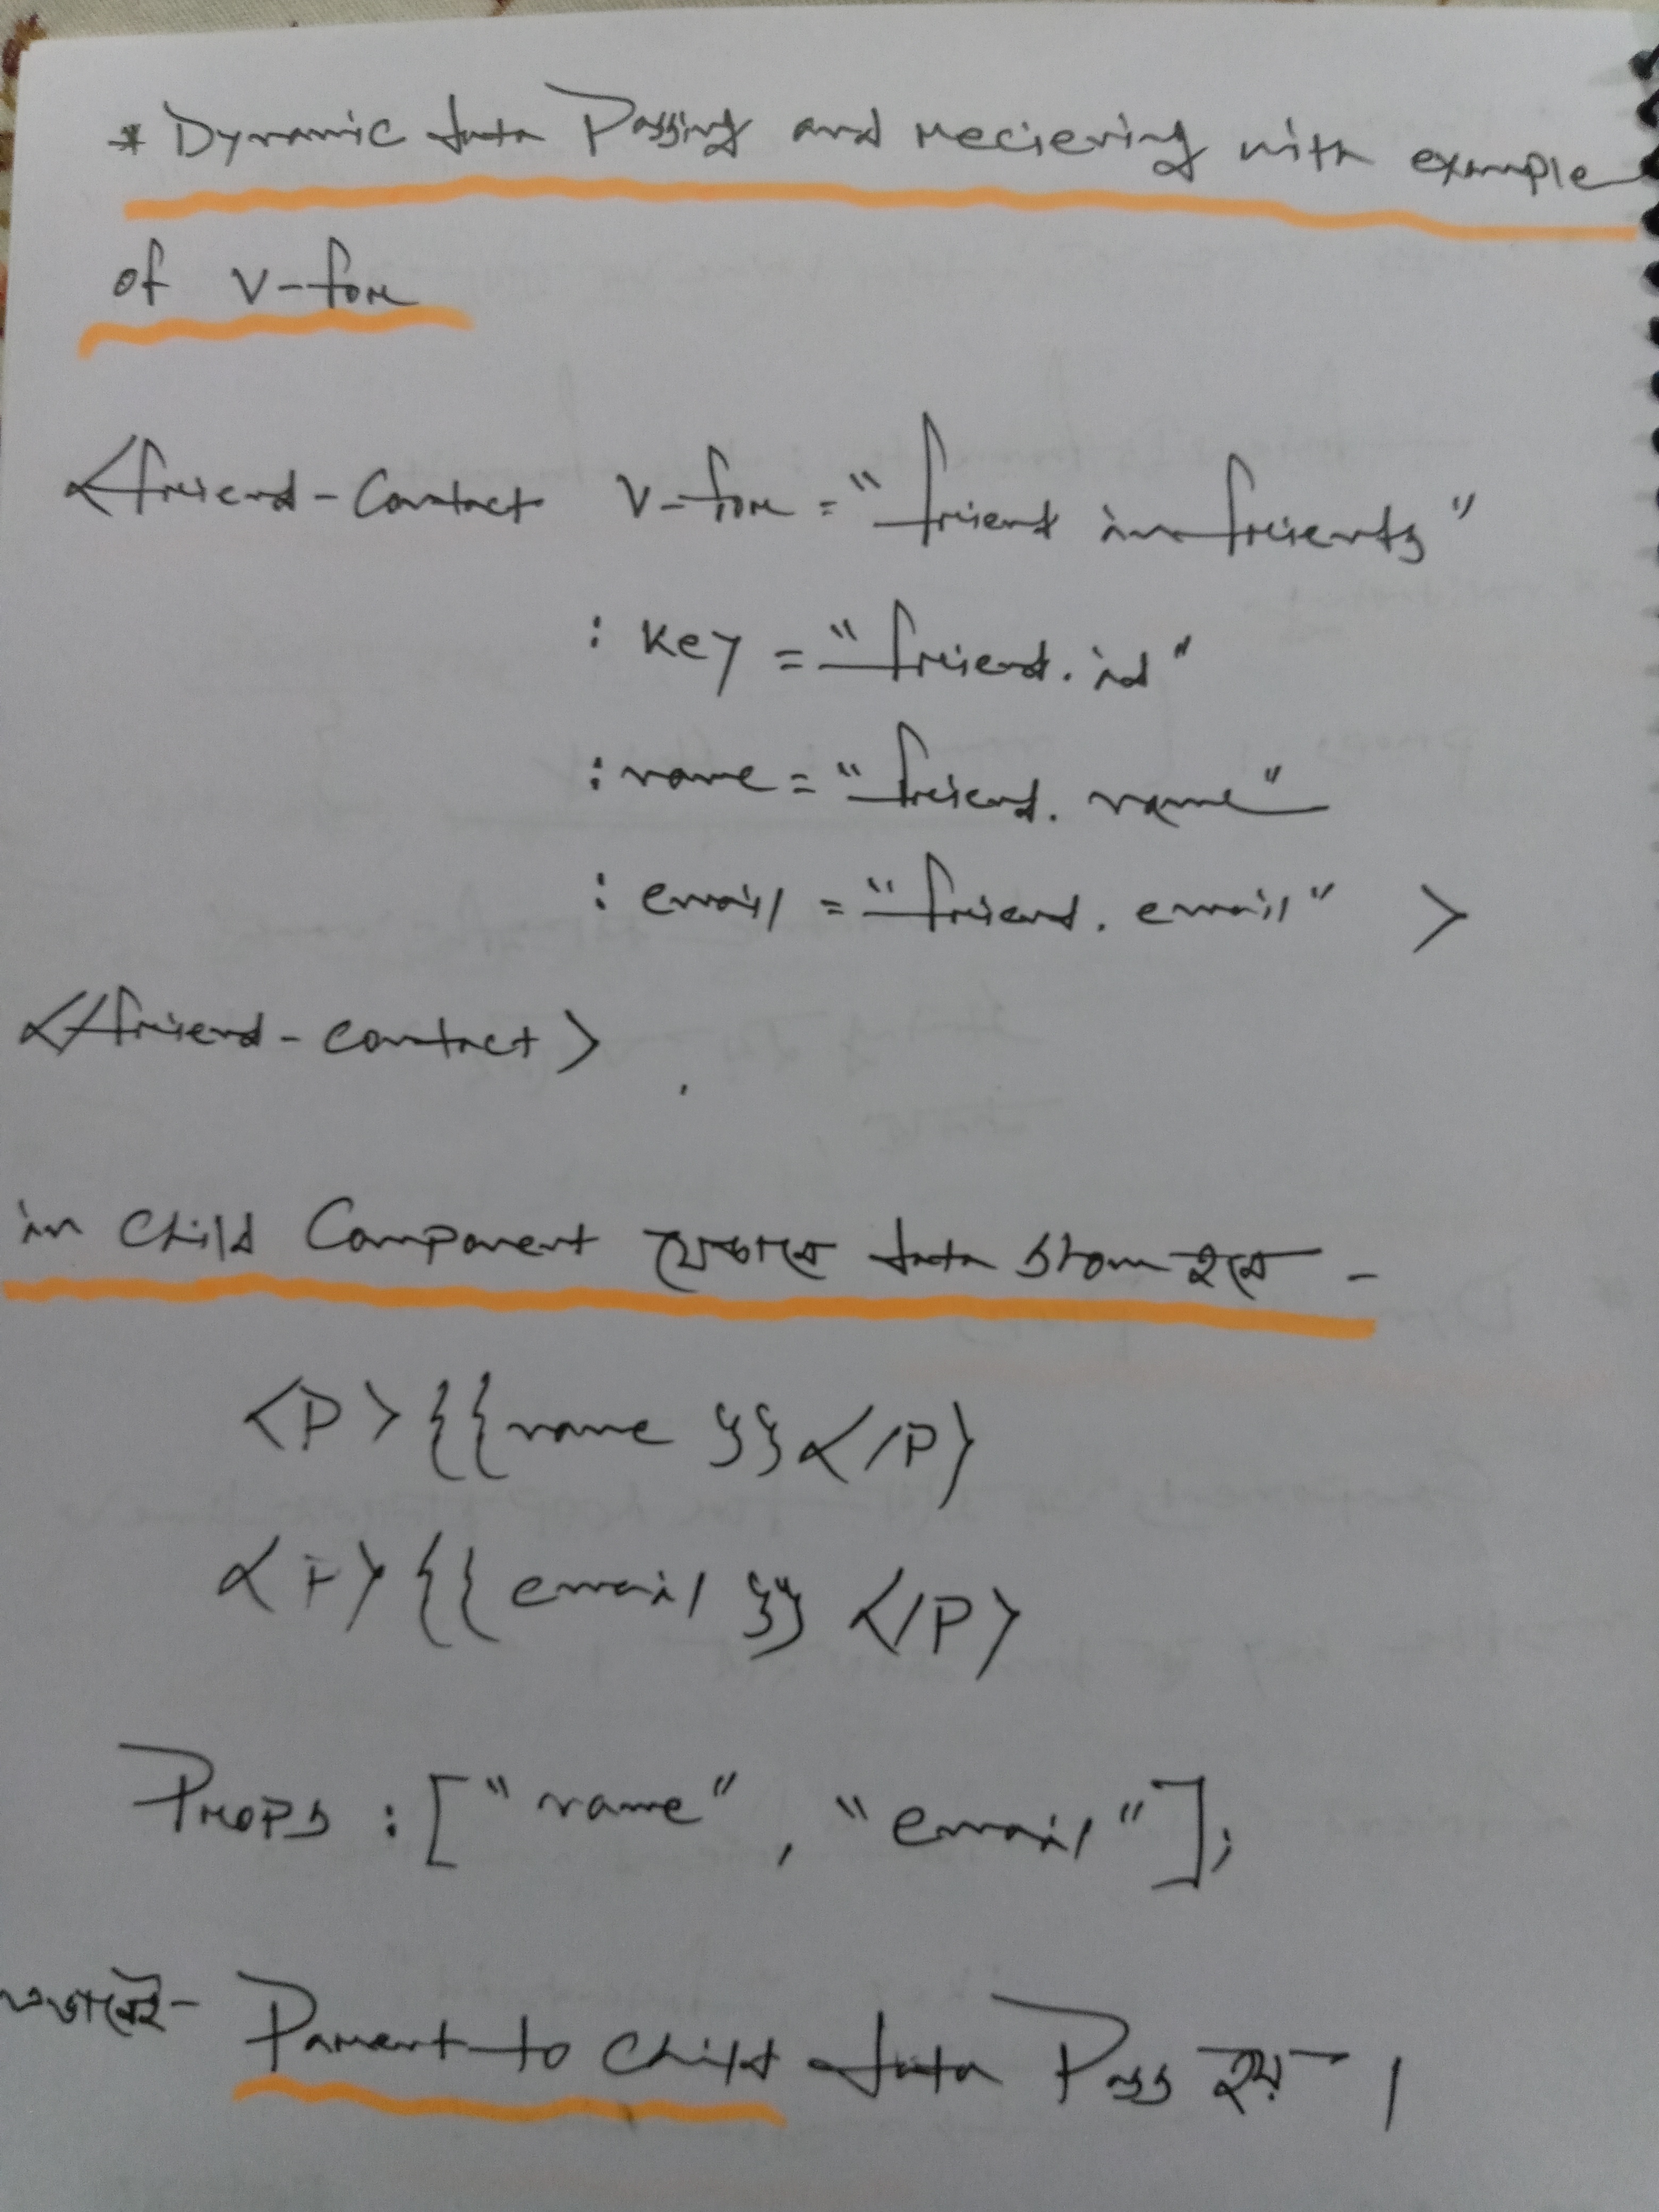 * Dynamic data Passing and reciering with example
of v-for
<friend-Contact v-for="friend in friends"
:key="friend.id"
:name="friend.name"
:email="friend.email" >
</friend-contact>
in Child Component যেভাবে data show হবে -
<P>{{name}}</P>
<P>{{email}}</P>
Props : ["name", "email"];
এভাবেই- Parent to Child data Pass হয় ।